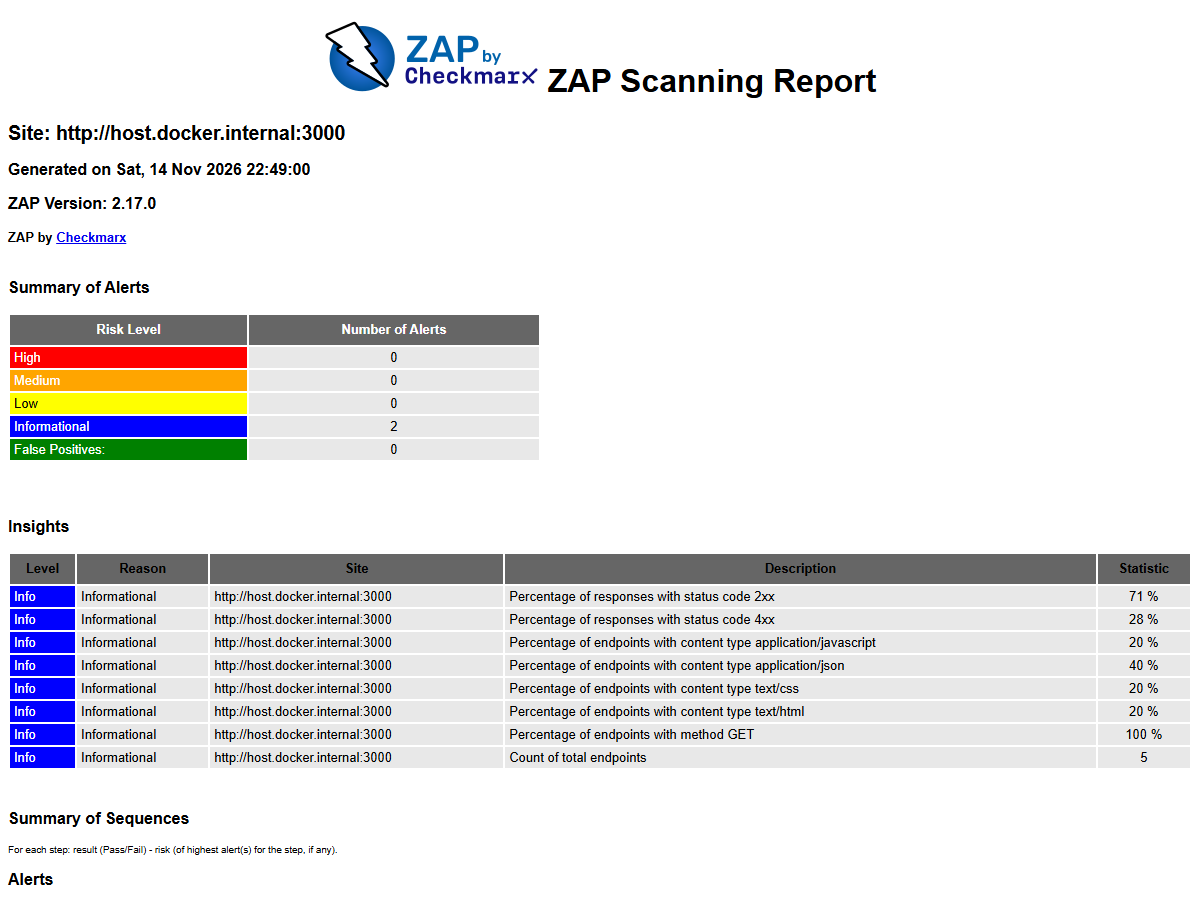 ZAP by
Checkmarx ZAP Scanning Report
Site: http://host.docker.internal:3000
Generated on Sat, 14 Nov 2026 22:49:00
ZAP Version: 2.17.0
ZAP by Checkmarx
Summary of Alerts
Risk Level Number of Alerts
High 0
Medium 0
Low 0
Informational 2
False Positives: 0
Insights
Level Reason Site Description Statistic
Info Informational http://host.docker.internal:3000 Percentage of responses with status code 2xx 71 %
Info Informational http://host.docker.internal:3000 Percentage of responses with status code 4xx 28 %
Info Informational http://host.docker.internal:3000 Percentage of endpoints with content type application/javascript 20 %
Info Informational http://host.docker.internal:3000 Percentage of endpoints with content type application/json 40 %
Info Informational http://host.docker.internal:3000 Percentage of endpoints with content type text/css 20 %
Info Informational http://host.docker.internal:3000 Percentage of endpoints with content type text/html 20 %
Info Informational http://host.docker.internal:3000 Percentage of endpoints with method GET 100 %
Info Informational http://host.docker.internal:3000 Count of total endpoints 5
Summary of Sequences
For each step: result (Pass/Fail) - risk (of highest alert(s) for the step, if any).
Alerts